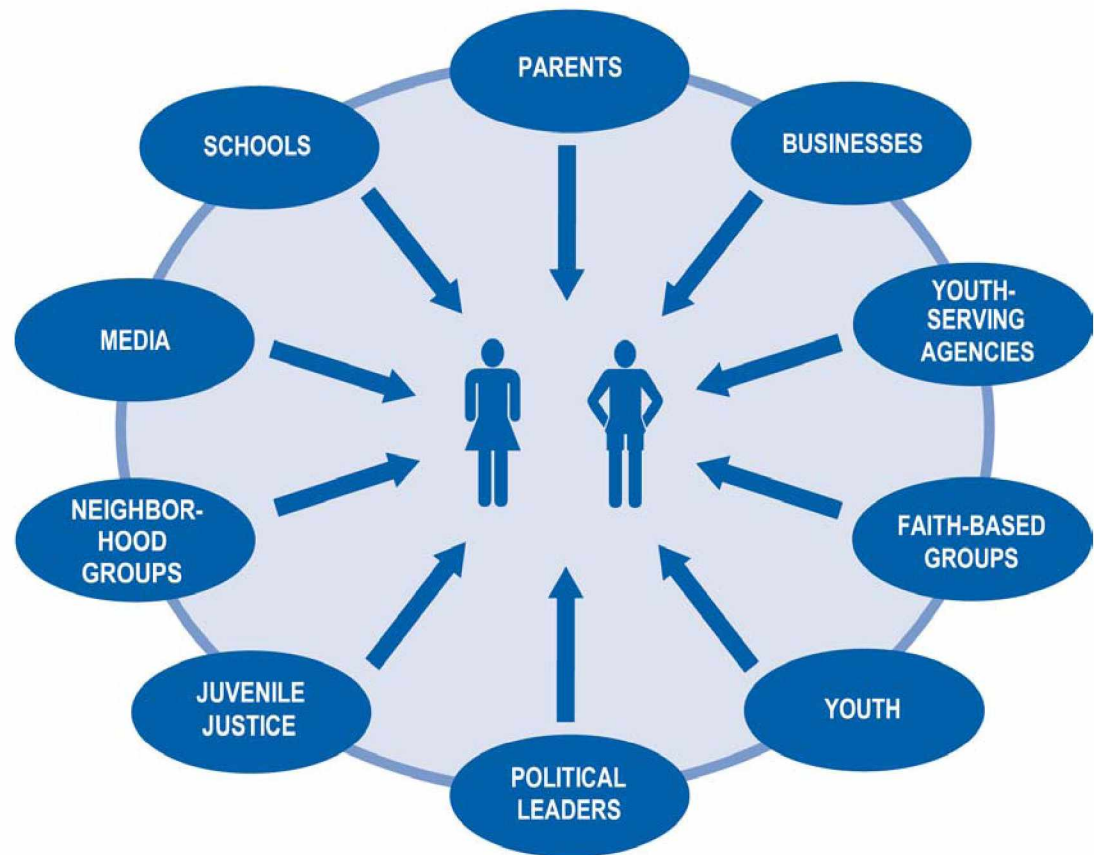 PARENTS
SCHOOLS
BUSINESSES
MEDIA
YOUTH-
SERVING
AGENCIES
NEIGHBOR-
HOOD
GROUPS
FAITH-BASED
GROUPS
JUVENILE
JUSTICE
YOUTH
POLITICAL
LEADERS